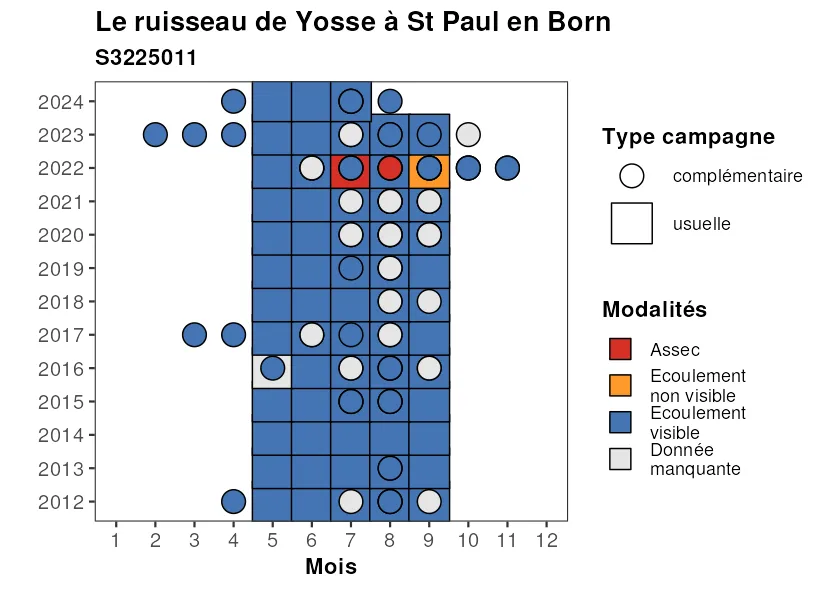 Le ruisseau de Yosse à St Paul en Born
S3225011
2024
2023
2022
2021
2020
2019
2018
2017
2016
2015
2014
2013
2012
1 2 3 4 5 6 7 8 9 10 11 12
Mois
Type campagne
complémentaire
usuelle
Modalités
Assec
Ecoulement
non visible
Ecoulement
visible
Donnée
manquante